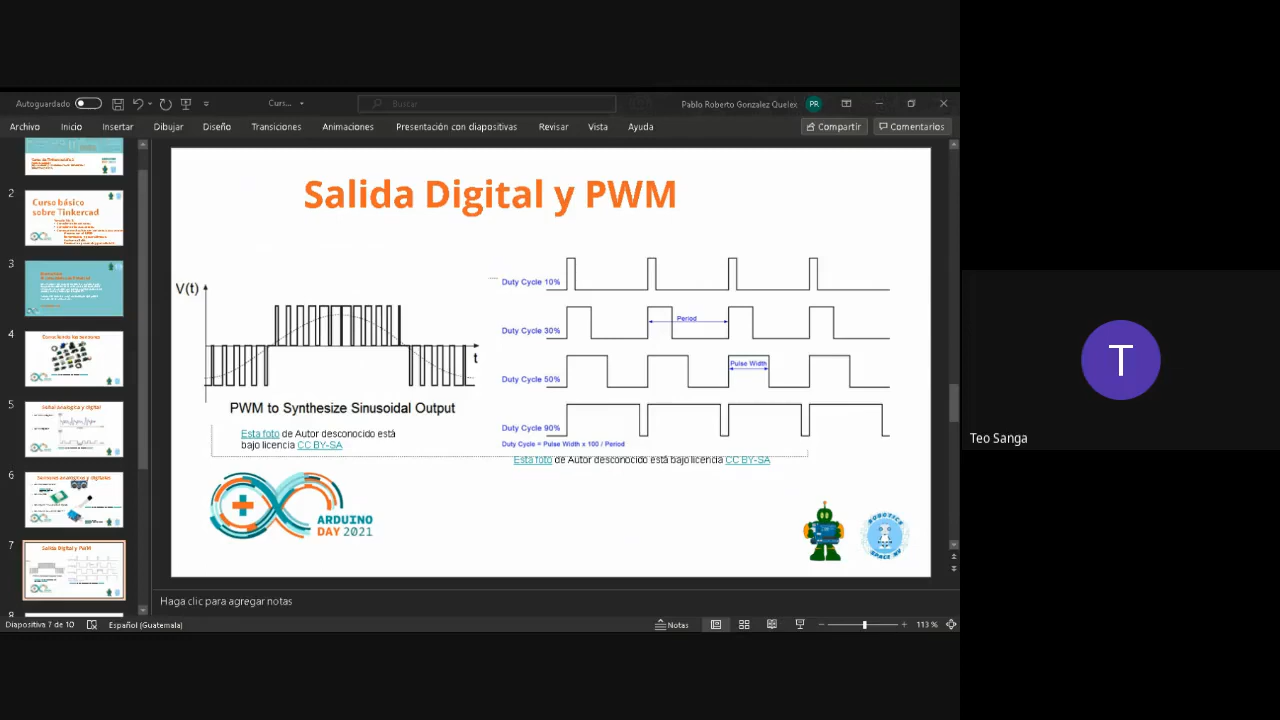 Autoguardado
Curs...
Buscar
Pablo Roberto Gonzalez Quelex
PR
Archivo Inicio Insertar Dibujar Diseño Transiciones Animaciones Presentación con diapositivas Revisar Vista Ayuda
Compartir
Comentarios
2
Curso básico
sobre Tinkercad
3
4
5
6
7
Salida Digital y PWM
8
Salida Digital y PWM
V(t)
t
PWM to Synthesize Sinusoidal Output
Esta foto de Autor desconocido está
bajo licencia CC BY-SA
Duty Cycle 10%
Duty Cycle 30%
Period
Duty Cycle 50%
Pulse Width
Duty Cycle 90%
Duty Cycle = Pulse Width x 100 / Period
Esta foto de Autor desconocido está bajo licencia CC BY-SA
ARDUINO
DAY 2021
Haga clic para agregar notas
Diapositiva 7 de 10
Español (Guatemala)
Notas
113 %
T
Teo Sanga